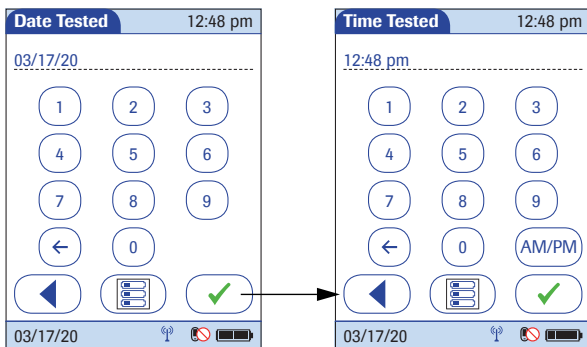 Date Tested 12:48 pm
03/17/20
1 2 3
4 5 6
7 8 9
← 0
03/17/20
Time Tested 12:48 pm
12:48 pm
1 2 3
4 5 6
7 8 9
← 0 AM/PM
03/17/20